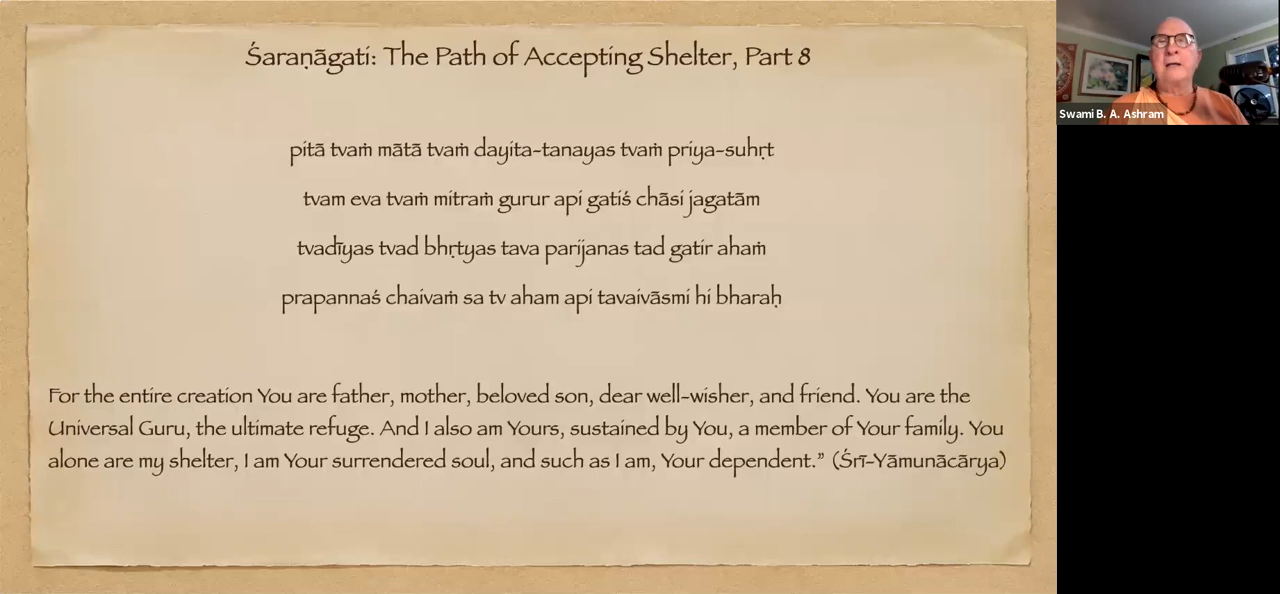 Śaraṇāgati: The Path of Accepting Shelter, Part 8
pitā tvaṁ mātā tvaṁ dayita-tanayas tvaṁ priya-suhṛt
tvam eva tvaṁ mitraṁ gurur api gatiś chāsi jagatām
tvadīyas tvad bhṛtyas tava parijanas tad gatir ahaṁ
prapannaś chaivaṁ sa tv aham api tavaivāsmi hi bharaḥ
For the entire creation You are father, mother, beloved son, dear well-wisher, and friend. You are the
Universal Guru, the ultimate refuge. And I also am Yours, sustained by You, a member of Your family. You
alone are my shelter, I am Your surrendered soul, and such as I am, Your dependent.” (Śrī-Yāmunācārya)
Swami B. A. Ashram